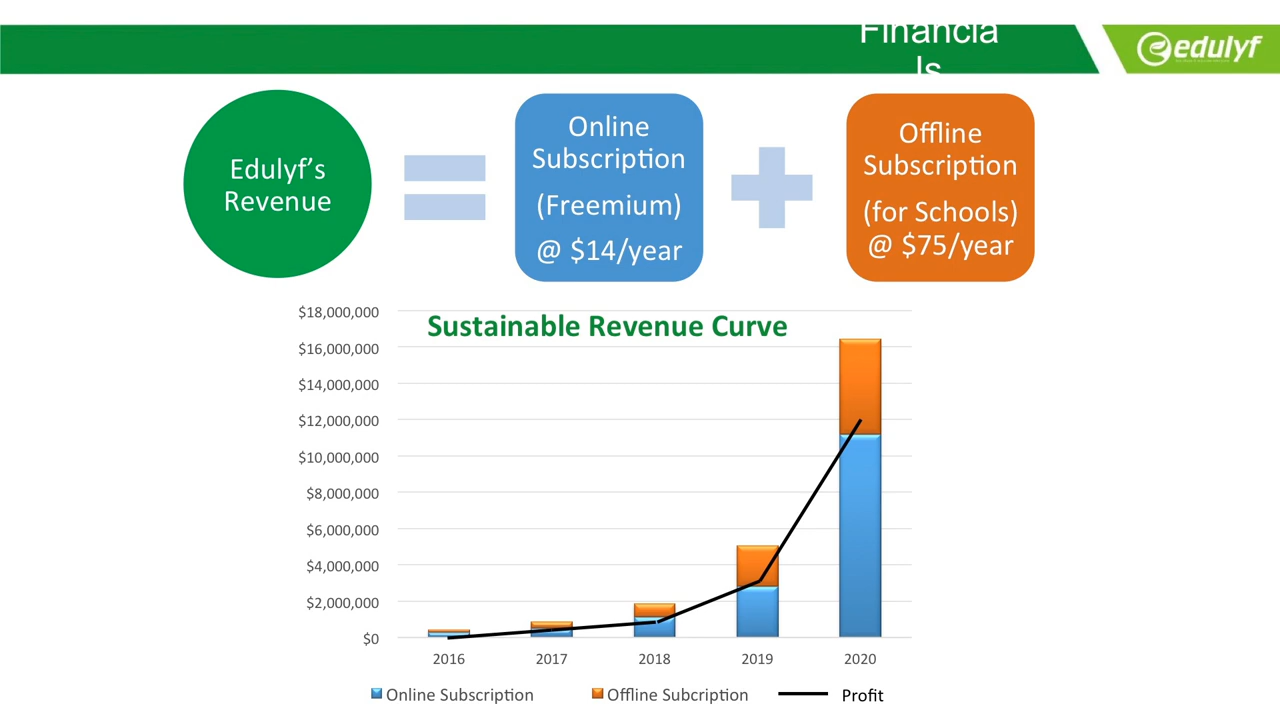 Financia
ls
edulyf
Edulyf's
Revenue
Online
Subscription
(Freemium)
@ $14/year
Offline
Subscription
(for Schools)
@ $75/year
Sustainable Revenue Curve
$18,000,000
$16,000,000
$14,000,000
$12,000,000
$10,000,000
$8,000,000
$6,000,000
$4,000,000
$2,000,000
$0
2016 2017 2018 2019 2020
Online Subscription Offline Subcription Profit